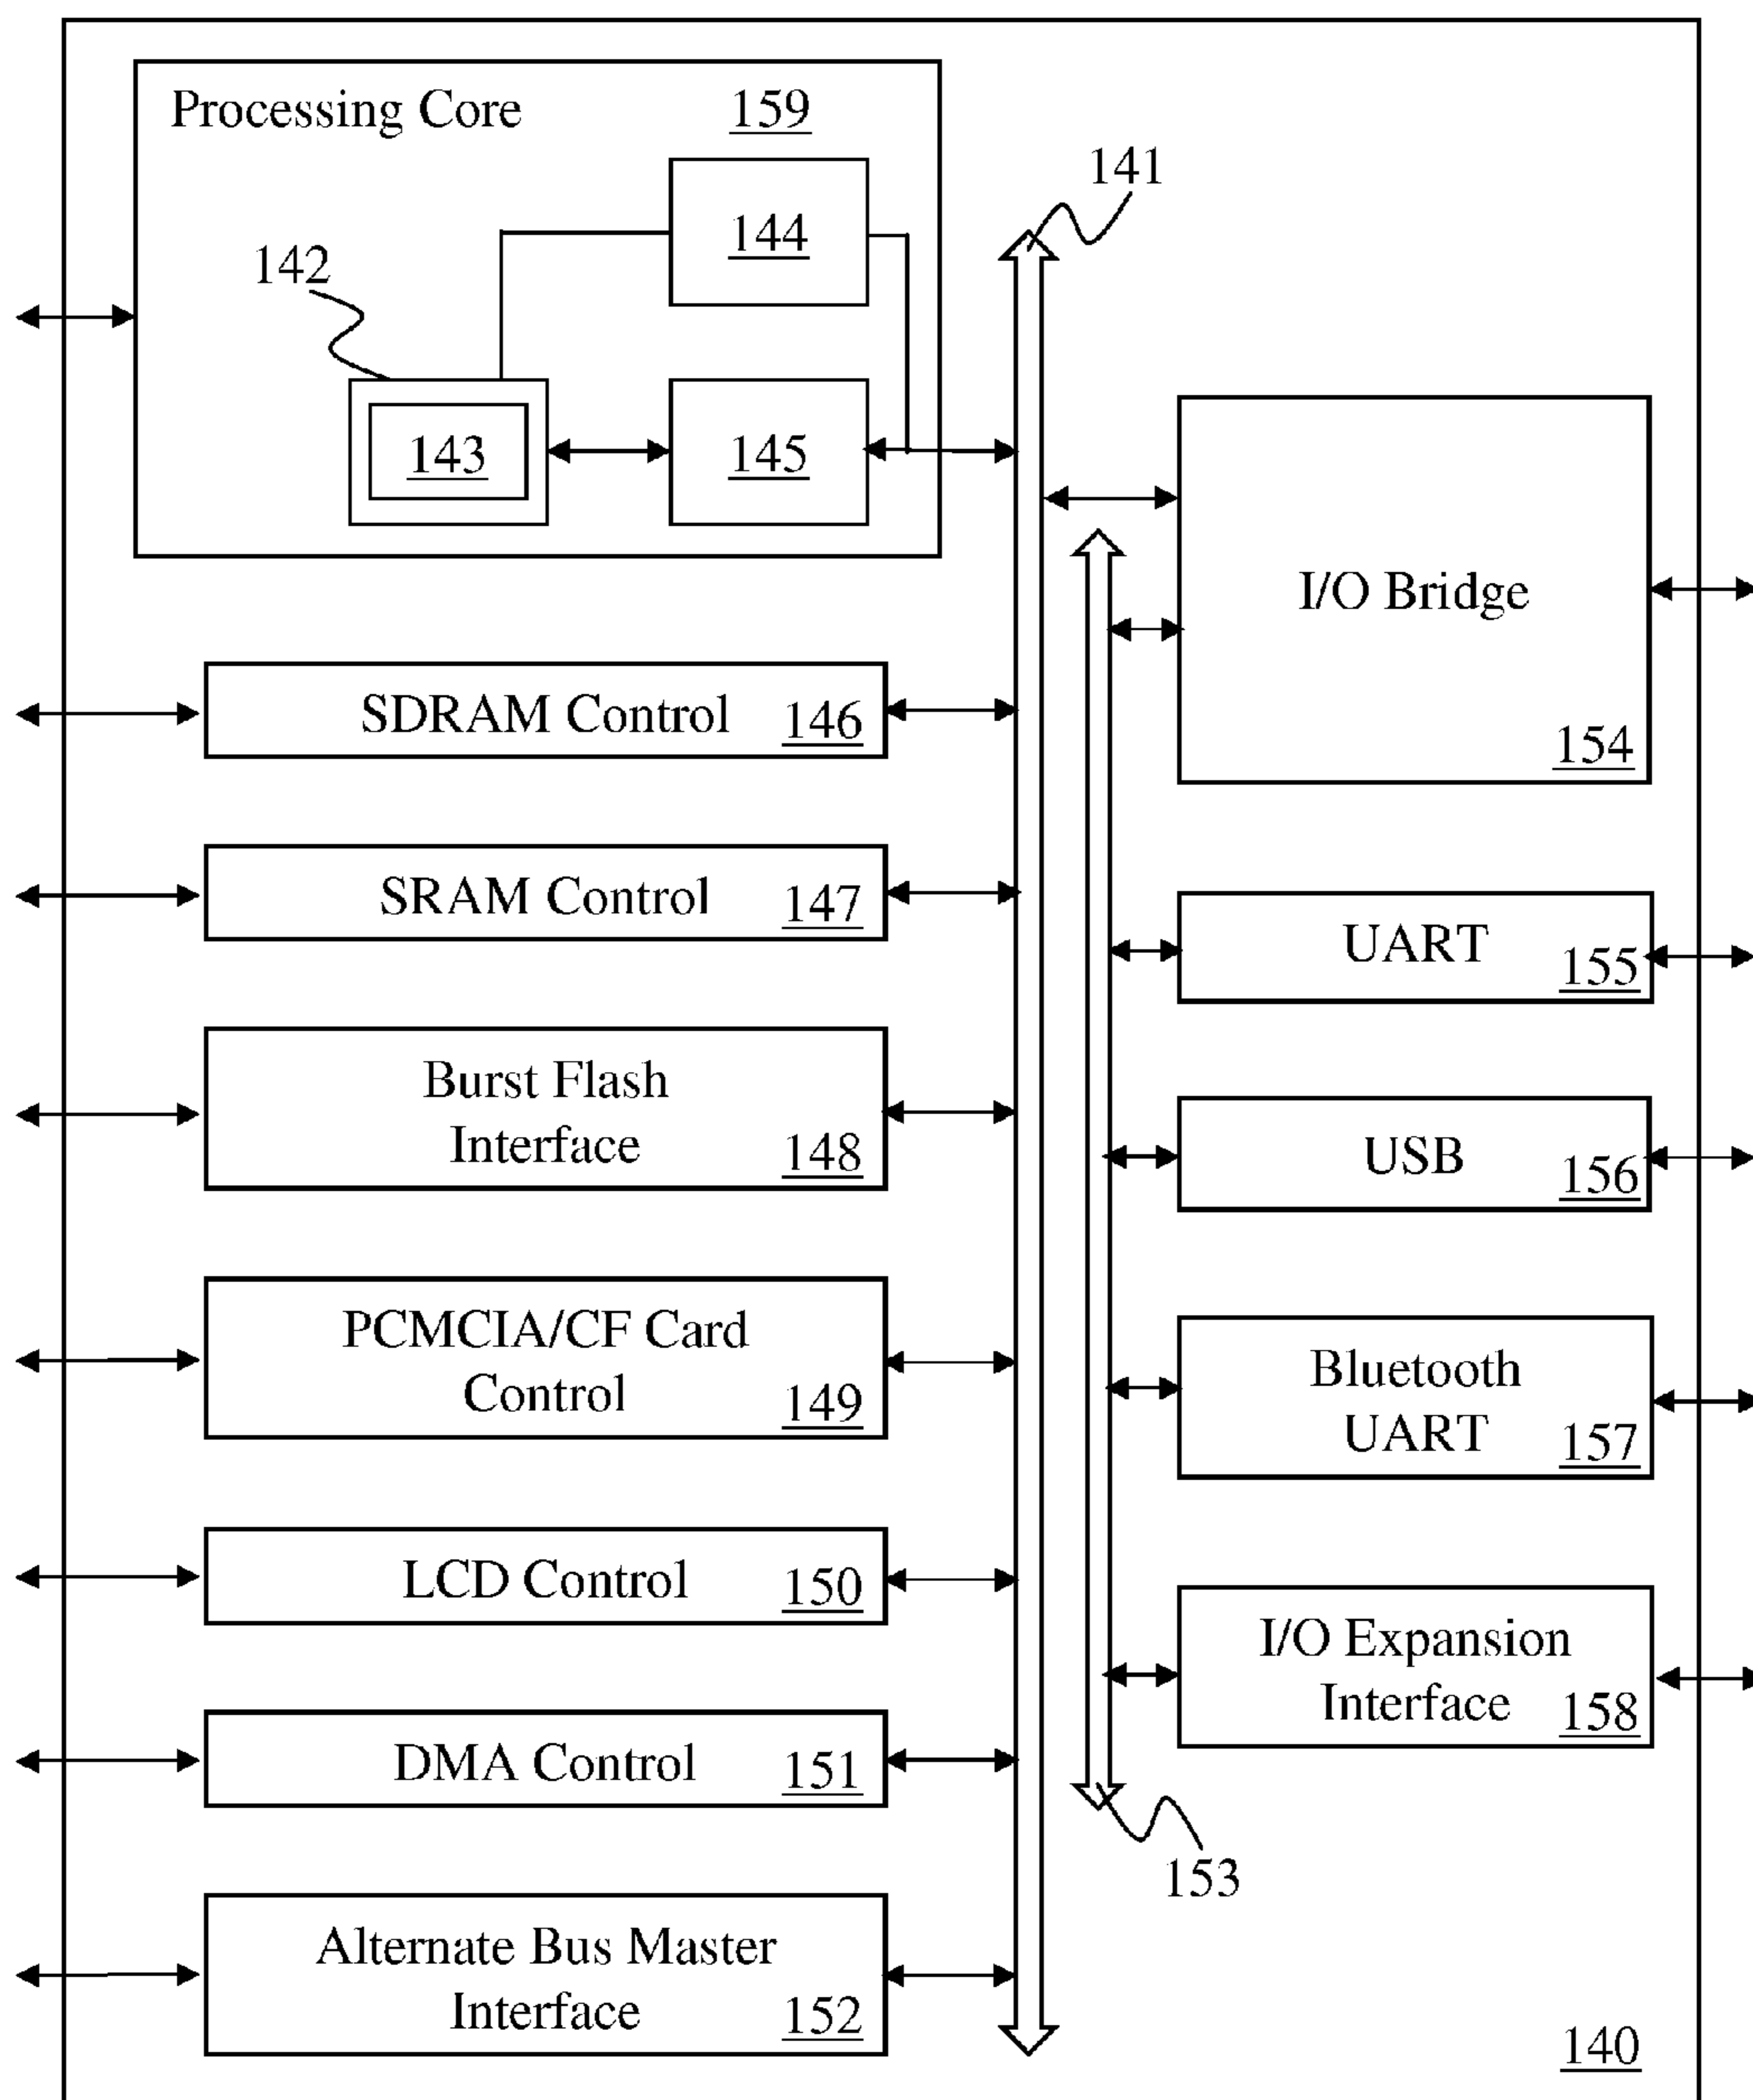 Processing Core 159
141
144
142
143
145
I/O Bridge
154
SDRAM Control 146
SRAM Control 147
UART 155
Burst Flash
Interface 148
USB 156
PCMCIA/CF Card
Control 149
Bluetooth
UART 157
LCD Control 150
I/O Expansion
Interface 158
DMA Control 151
153
Alternate Bus Master
Interface 152
140